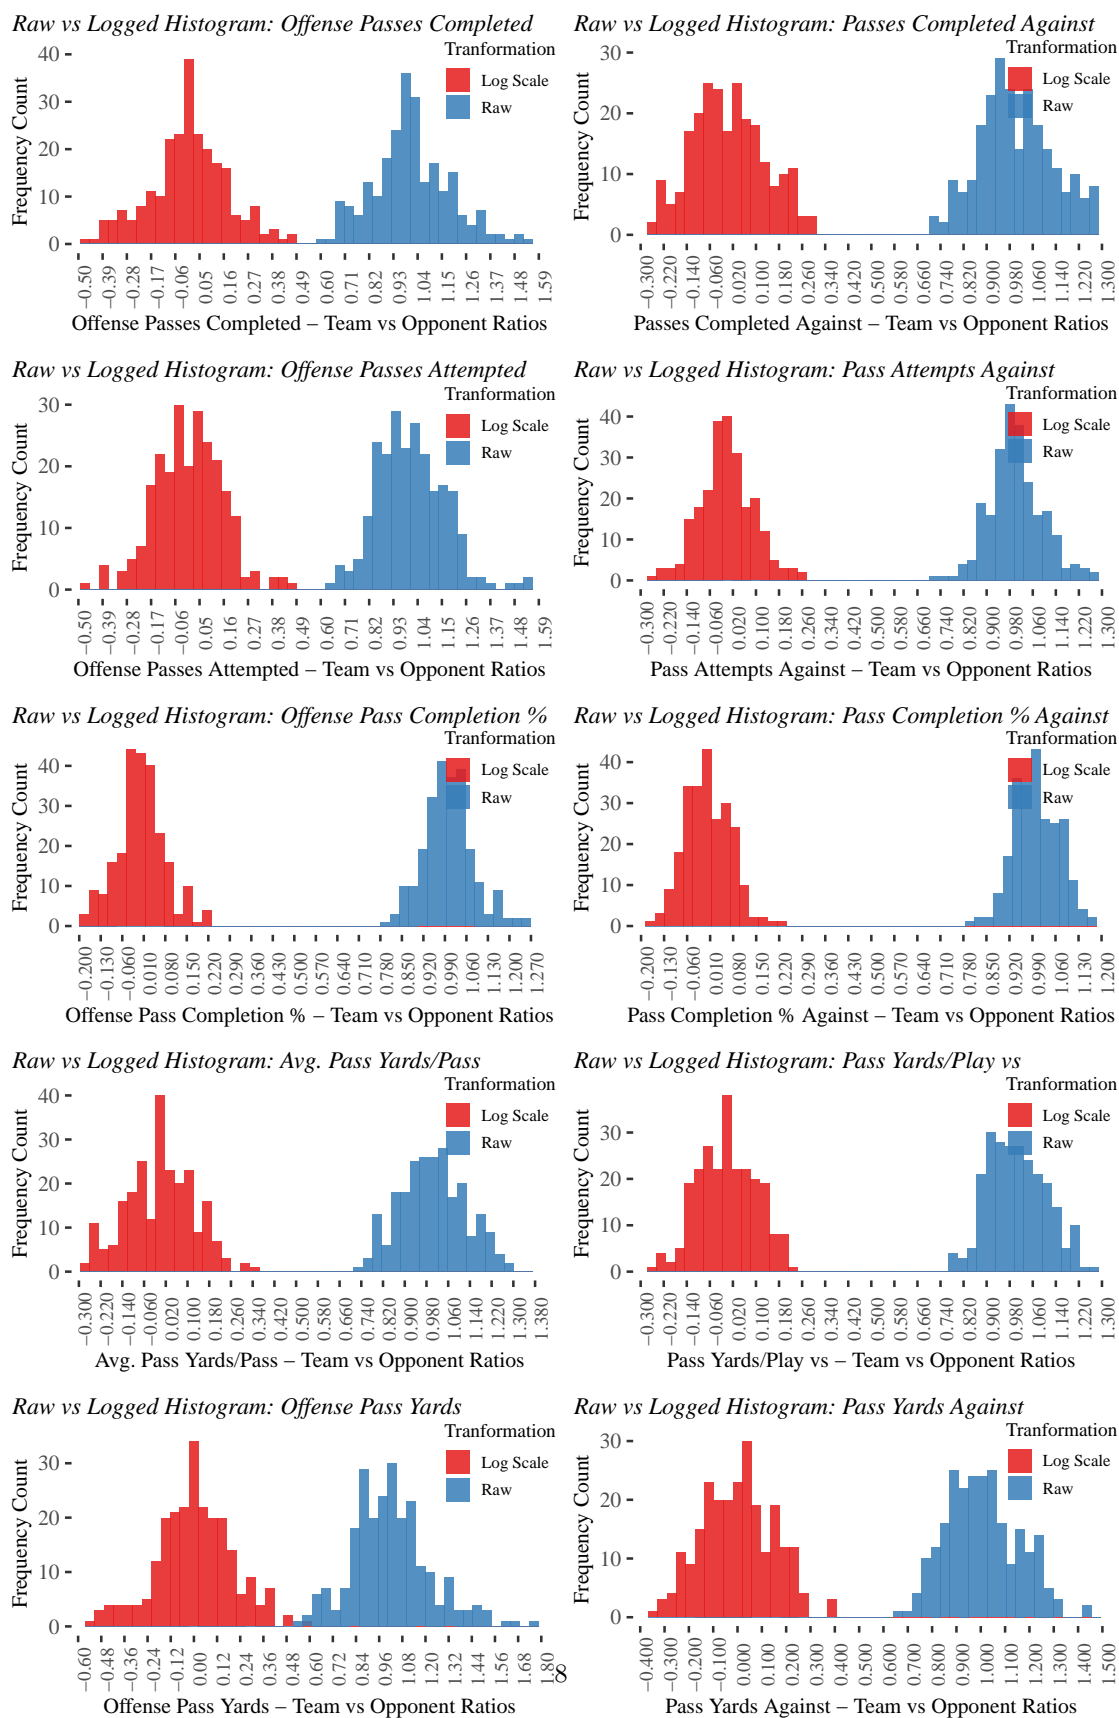 Raw vs Logged Histogram: Offense Passes Completed
Tranformation
Log Scale
Raw
Frequency Count
40
30
20
10
0
−0.50 −0.39 −0.28 −0.17 −0.06 0.05 0.16 0.27 0.38 0.49 0.60 0.71 0.82 0.93 1.04 1.15 1.26 1.37 1.48 1.59
Offense Passes Completed − Team vs Opponent Ratios
Raw vs Logged Histogram: Passes Completed Against
Tranformation
Log Scale
Raw
Frequency Count
30
20
10
0
−0.300 −0.220 −0.140 −0.060 0.020 0.100 0.180 0.260 0.340 0.420 0.500 0.580 0.660 0.740 0.820 0.900 0.980 1.060 1.140 1.220 1.300
Passes Completed Against − Team vs Opponent Ratios
Raw vs Logged Histogram: Offense Passes Attempted
Tranformation
Log Scale
Raw
Frequency Count
30
20
10
0
−0.50 −0.39 −0.28 −0.17 −0.06 0.05 0.16 0.27 0.38 0.49 0.60 0.71 0.82 0.93 1.04 1.15 1.26 1.37 1.48 1.59
Offense Passes Attempted − Team vs Opponent Ratios
Raw vs Logged Histogram: Pass Attempts Against
Tranformation
Log Scale
Raw
Frequency Count
40
30
20
10
0
−0.300 −0.220 −0.140 −0.060 0.020 0.100 0.180 0.260 0.340 0.420 0.500 0.580 0.660 0.740 0.820 0.900 0.980 1.060 1.140 1.220 1.300
Pass Attempts Against − Team vs Opponent Ratios
Raw vs Logged Histogram: Offense Pass Completion %
Tranformation
Log Scale
Raw
Frequency Count
40
30
20
10
0
−0.200 −0.130 −0.060 0.010 0.080 0.150 0.220 0.290 0.360 0.430 0.500 0.570 0.640 0.710 0.780 0.850 0.920 0.990 1.060 1.130 1.200 1.270
Offense Pass Completion % − Team vs Opponent Ratios
Raw vs Logged Histogram: Pass Completion % Against
Tranformation
Log Scale
Raw
Frequency Count
40
30
20
10
0
−0.200 −0.130 −0.060 0.010 0.080 0.150 0.220 0.290 0.360 0.430 0.500 0.570 0.640 0.710 0.780 0.850 0.920 0.990 1.060 1.130 1.200
Pass Completion % Against − Team vs Opponent Ratios
Raw vs Logged Histogram: Avg. Pass Yards/Pass
Tranformation
Log Scale
Raw
Frequency Count
40
30
20
10
0
−0.300 −0.220 −0.140 −0.060 0.020 0.100 0.180 0.260 0.340 0.420 0.500 0.580 0.660 0.740 0.820 0.900 0.980 1.060 1.140 1.220 1.300 1.380
Avg. Pass Yards/Pass − Team vs Opponent Ratios
Raw vs Logged Histogram: Pass Yards/Play vs
Tranformation
Log Scale
Raw
Frequency Count
30
20
10
0
−0.300 −0.220 −0.140 −0.060 0.020 0.100 0.180 0.260 0.340 0.420 0.500 0.580 0.660 0.740 0.820 0.900 0.980 1.060 1.140 1.220 1.300
Pass Yards/Play vs − Team vs Opponent Ratios
Raw vs Logged Histogram: Offense Pass Yards
Tranformation
Log Scale
Raw
Frequency Count
30
20
10
0
−0.60 −0.48 −0.36 −0.24 −0.12 0.00 0.12 0.24 0.36 0.48 0.60 0.72 0.84 0.96 1.08 1.20 1.32 1.44 1.56 1.68 1.80
Offense Pass Yards − Team vs Opponent Ratios
Raw vs Logged Histogram: Pass Yards Against
Tranformation
Log Scale
Raw
Frequency Count
30
20
10
0
−0.400 −0.300 −0.200 −0.100 0.000 0.100 0.200 0.300 0.400 0.500 0.600 0.700 0.800 0.900 1.000 1.100 1.200 1.300 1.400 1.500
Pass Yards Against − Team vs Opponent Ratios
8